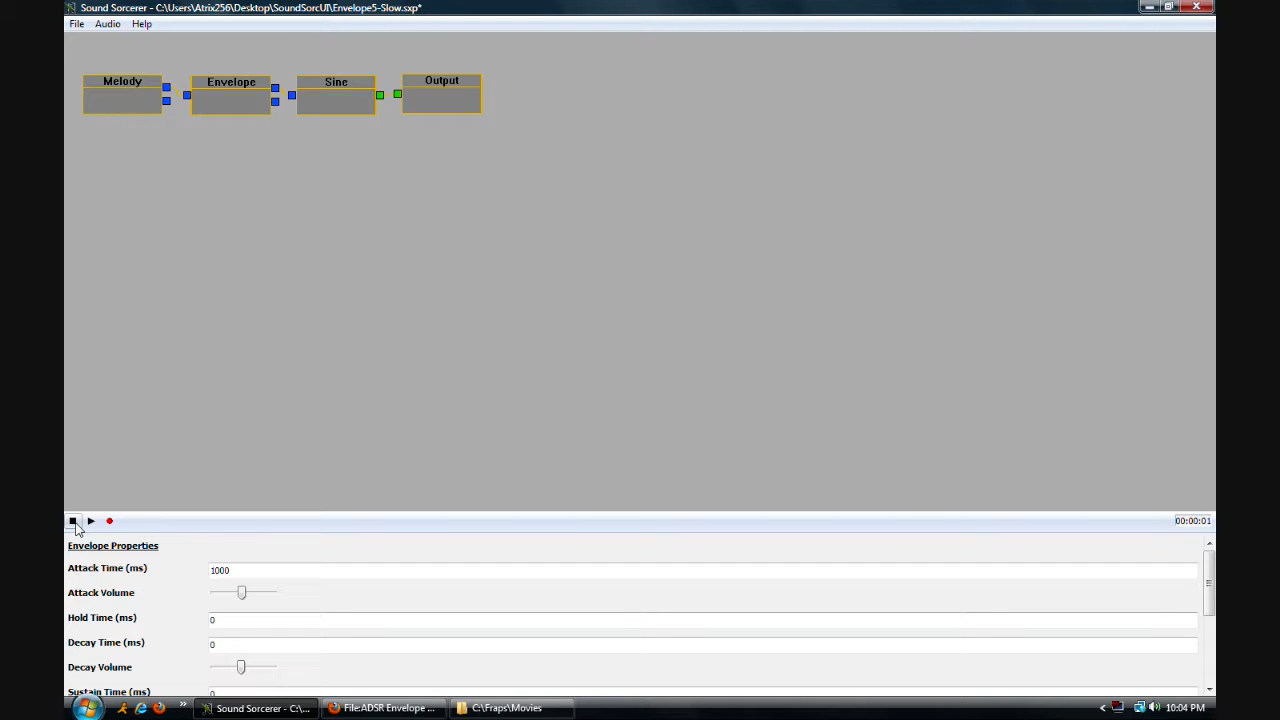 Sound Sorcerer - C:\Users\Atrix256\Desktop\SoundSorcUI\Envelope5-Slow.sxp*
File Audio Help
Melody Envelope Sine Output
00:00:01
Envelope Properties
Attack Time (ms) 1000
Attack Volume
Hold Time (ms) 0
Decay Time (ms) 0
Decay Volume
Sustain Time (ms) 0
» Sound Sorcerer - C:\... File:ADSR Envelope ... C:\Fraps\Movies < 10:04 PM